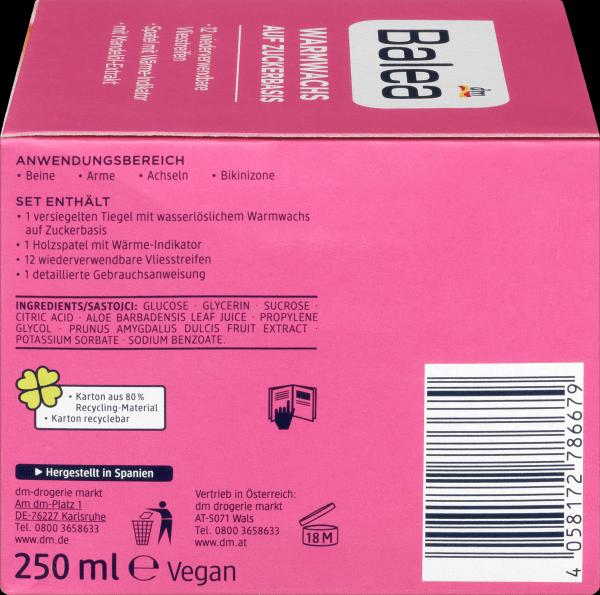 Balea
dm
WARMWACHS
AUF ZUCKERBASIS
• 12 wiederverwendbare
Vliesstreifen
• Spatel mit Wärme-Indikator
• mit Mandelöl-Extrakt
ANWENDUNGSBEREICH
• Beine • Arme • Achseln • Bikinizone
SET ENTHÄLT
• 1 versiegelten Tiegel mit wasserlöslichem Warmwachs
auf Zuckerbasis
• 1 Holzspatel mit Wärme-Indikator
• 12 wiederverwendbare Vliesstreifen
• 1 detaillierte Gebrauchsanweisung
INGREDIENTS/SASTOJCI: GLUCOSE · GLYCERIN · SUCROSE ·
CITRIC ACID · ALOE BARBADENSIS LEAF JUICE · PROPYLENE
GLYCOL · PRUNUS AMYGDALUS DULCIS FRUIT EXTRACT ·
POTASSIUM SORBATE · SODIUM BENZOATE.
• Karton aus 80 %
Recycling-Material
• Karton recyclebar
▶ Hergestellt in Spanien
dm-drogerie markt
Am dm-Platz 1
DE-76227 Karlsruhe
Tel. 0800 3658633
www.dm.de
Vertrieb in Österreich:
dm drogerie markt
AT-5071 Wals
Tel. 0800 3658633
www.dm.at
18 M
250 ml ℮ Vegan
4 058172 786679